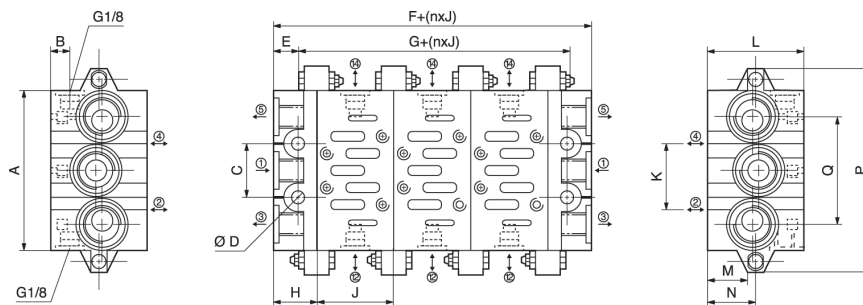 G1/8
B
A
④
②
G1/8
F+(nxJ)
E
G+(nxJ)
⑭
⑭
⑭
⑤
⑤
①
①
C
③
③
Ø D
⑫
⑫
⑫
H
J
L
④
K
Q
P
②
M
N